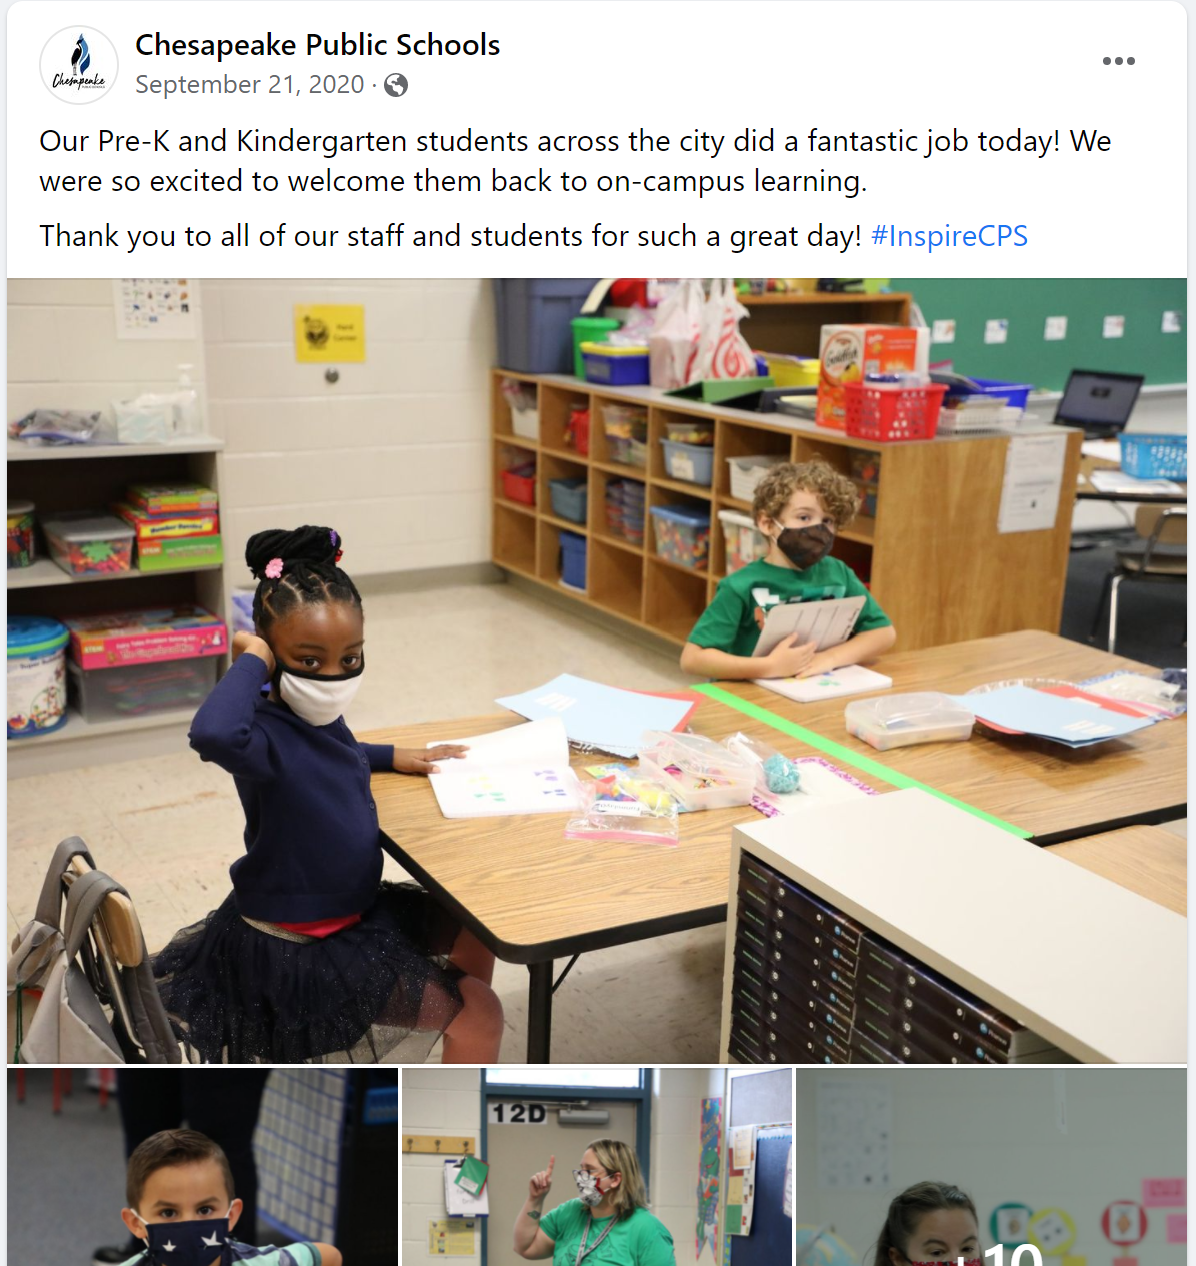 Chesapeake Public Schools
September 21, 2020 ·
Our Pre-K and Kindergarten students across the city did a fantastic job today! We
were so excited to welcome them back to on-campus learning.
Thank you to all of our staff and students for such a great day! #InspireCPS
Chesapeake
Goldfish
12D
+10